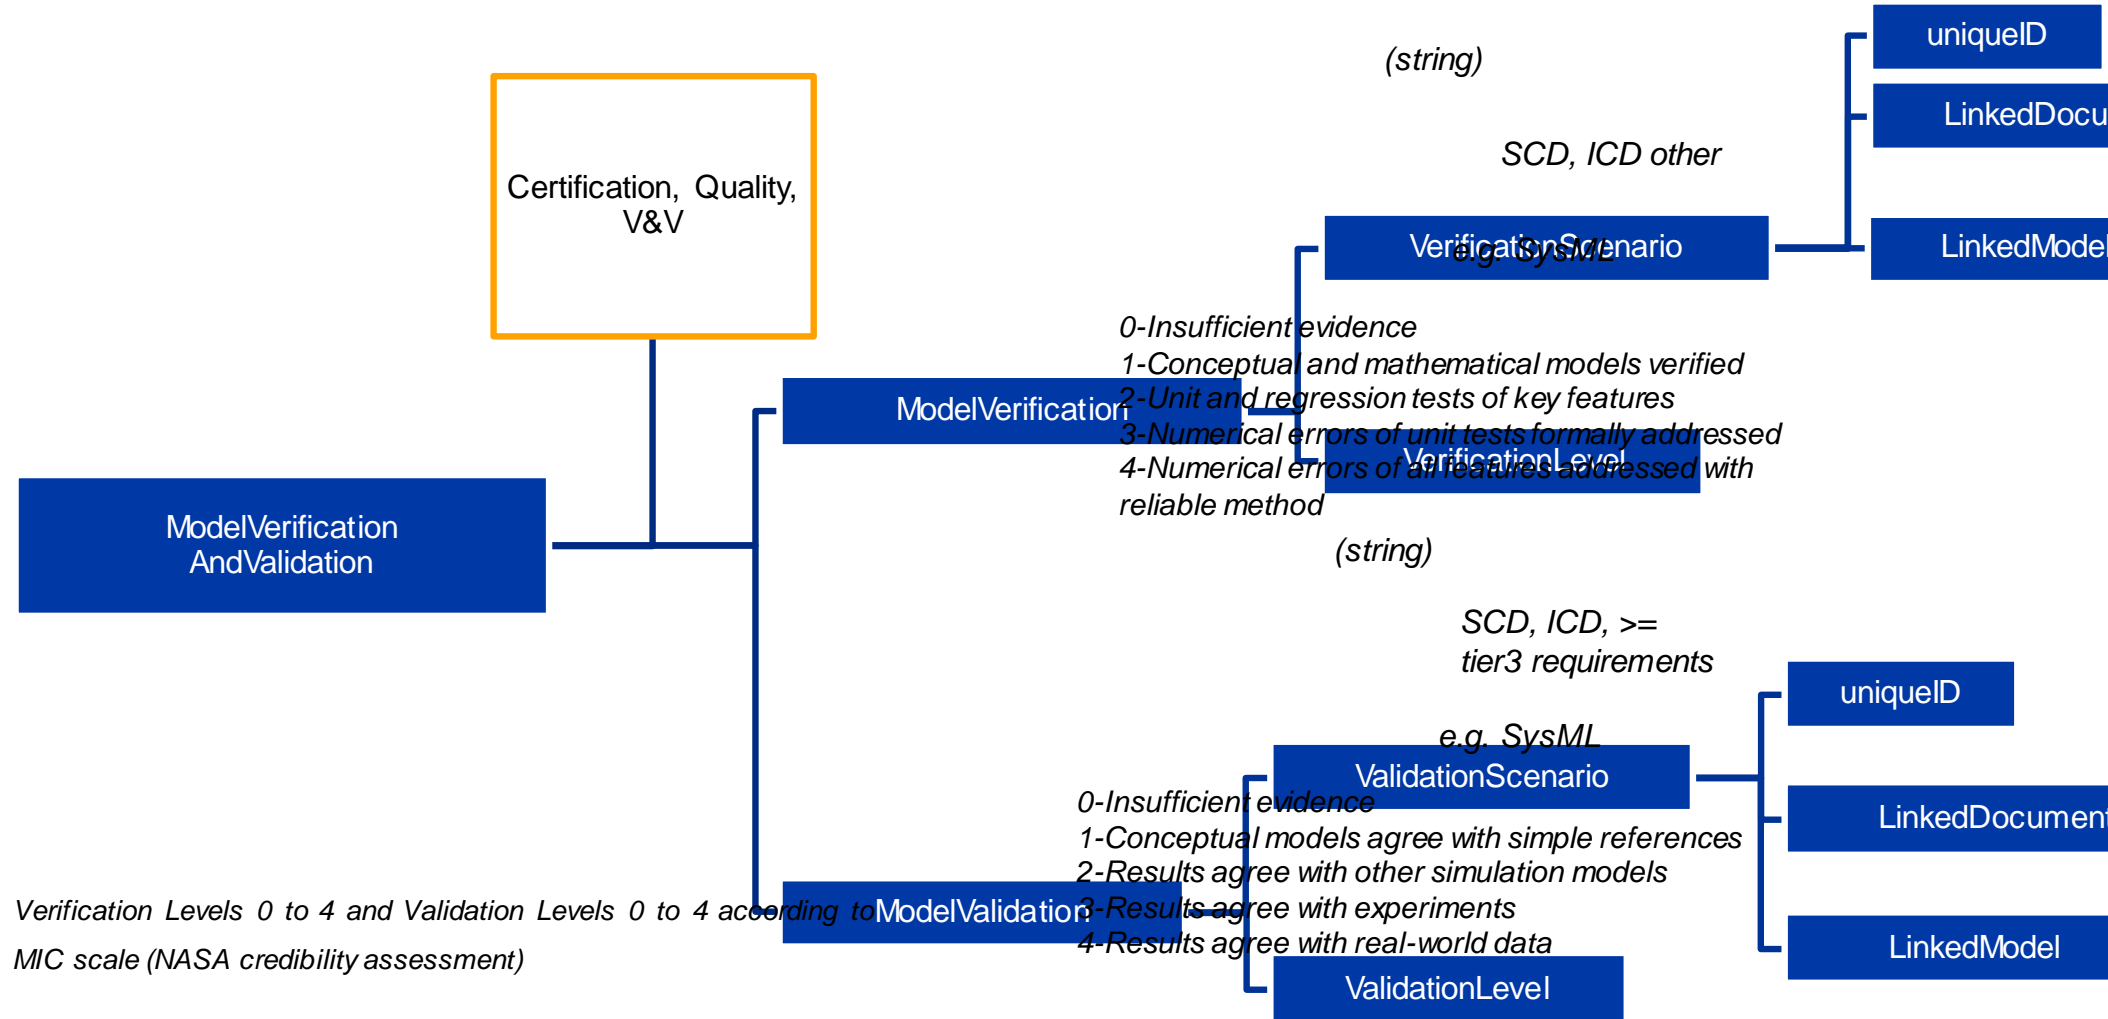 uniqueID
(string)
LinkedDocu
SCD, ICD other
Certification, Quality,
V&V
VerificationScenario
e.g. SysML
LinkedModel
0-Insufficient evidence
1-Conceptual and mathematical models verified
2-Unit and regression tests of key features
3-Numerical errors of unit tests formally addressed
4-Numerical errors of all features addressed with
reliable method
ModelVerification
VerificationLevel
ModelVerification
AndValidation
(string)
SCD, ICD, >=
tier3 requirements
uniqueID
e.g. SysML
ValidationScenario
0-Insufficient evidence
1-Conceptual models agree with simple references
2-Results agree with other simulation models
3-Results agree with experiments
4-Results agree with real-world data
LinkedDocument
ModelValidation
Verification Levels 0 to 4 and Validation Levels 0 to 4 according to
MIC scale (NASA credibility assessment)
LinkedModel
ValidationLevel